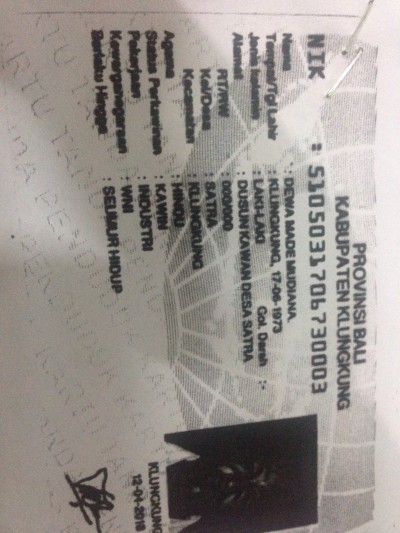 PROVINSI BALI
KABUPATEN KLUNGKUNG
NIK : 5105031706730003
Nama : DEWA MADE MUDIANA.
Tempat/Tgl Lahir : KLUNGKUNG, 17-06-1973
Jenis kelamin : LAKI-LAKI Gol. Darah :-
Alamat : DUSUN KAWAN DESA SATRA
RT/RW : 000/000
Kel/Desa : SATRA
Kecamatan : KLUNGKUNG
Agama : HINDU
Status Perkawinan : KAWIN
Pekerjaan : INDUSTRI
Kewarganegaraan : WNI
Berlaku Hingga : SEUMUR HIDUP
KLUNGKUNG
12-04-2018